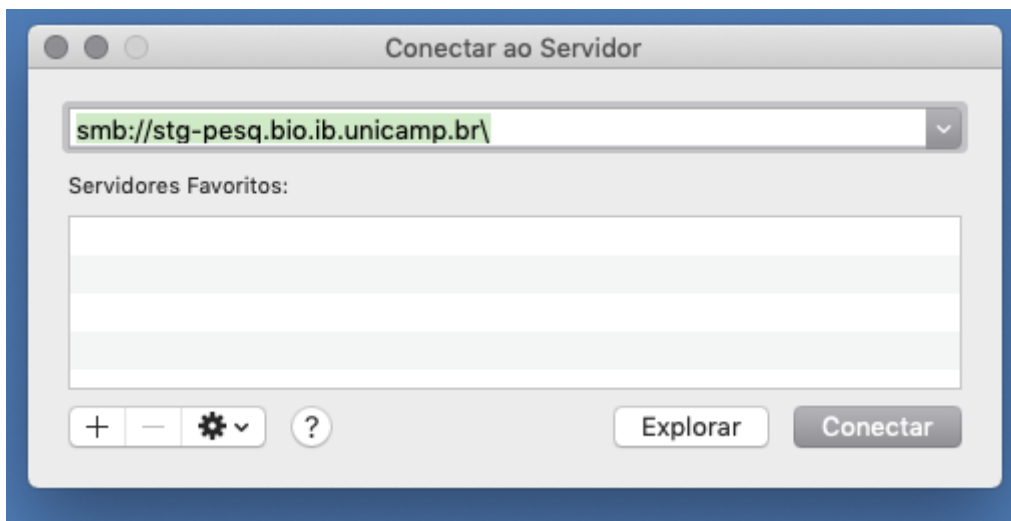 Conectar ao Servidor
smb://stg-pesq.bio.ib.unicamp.br\
Servidores Favoritos:
?
Explorar
Conectar